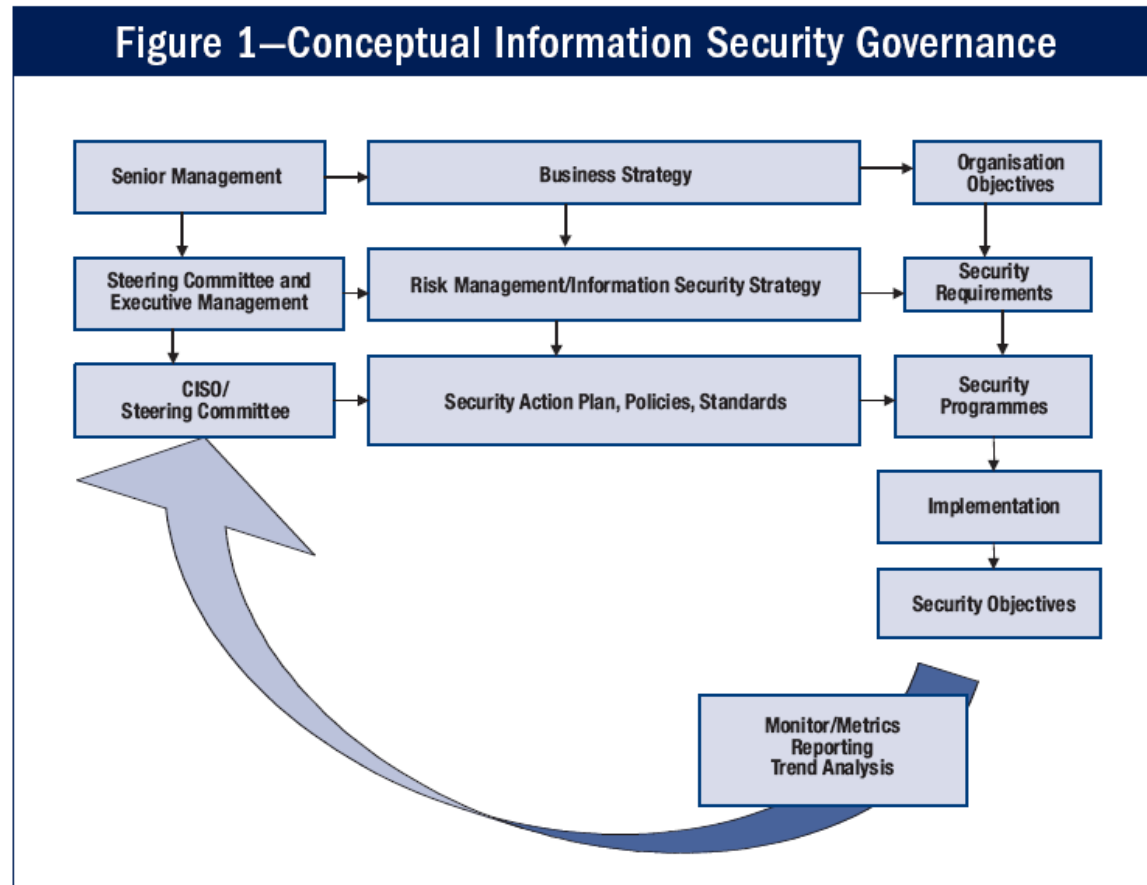 Figure 1—Conceptual Information Security Governance
Senior Management
Business Strategy
Organisation
Objectives
Steering Committee and
Executive Management
Risk Management/Information Security Strategy
Security
Requirements
CISO/
Steering Committee
Security Action Plan, Policies, Standards
Security
Programmes
Implementation
Security Objectives
Monitor/Metrics
Reporting
Trend Analysis